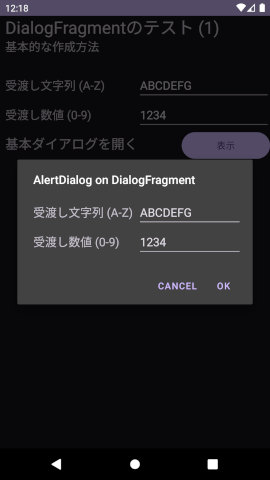 12:18
DialogFragmentのテスト (1)
基本的な作成方法
受渡し文字列 (A-Z) ABCDEFG
受渡し数値 (0-9) 1234
基本ダイアログを開く 表示
AlertDialog on DialogFragment
受渡し文字列 (A-Z) ABCDEFG
受渡し数値 (0-9) 1234
CANCEL OK